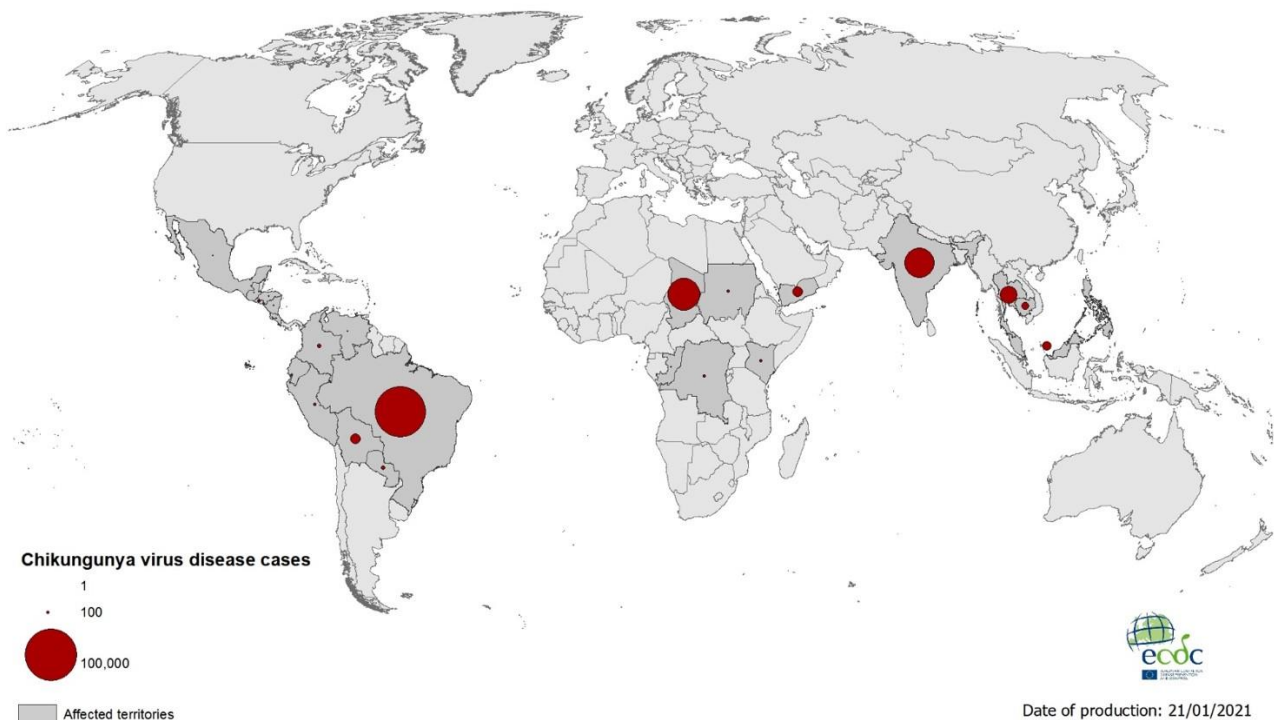 Chikungunya virus disease cases
1
100
100,000
Affected territories
ecdc
Date of production: 21/01/2021